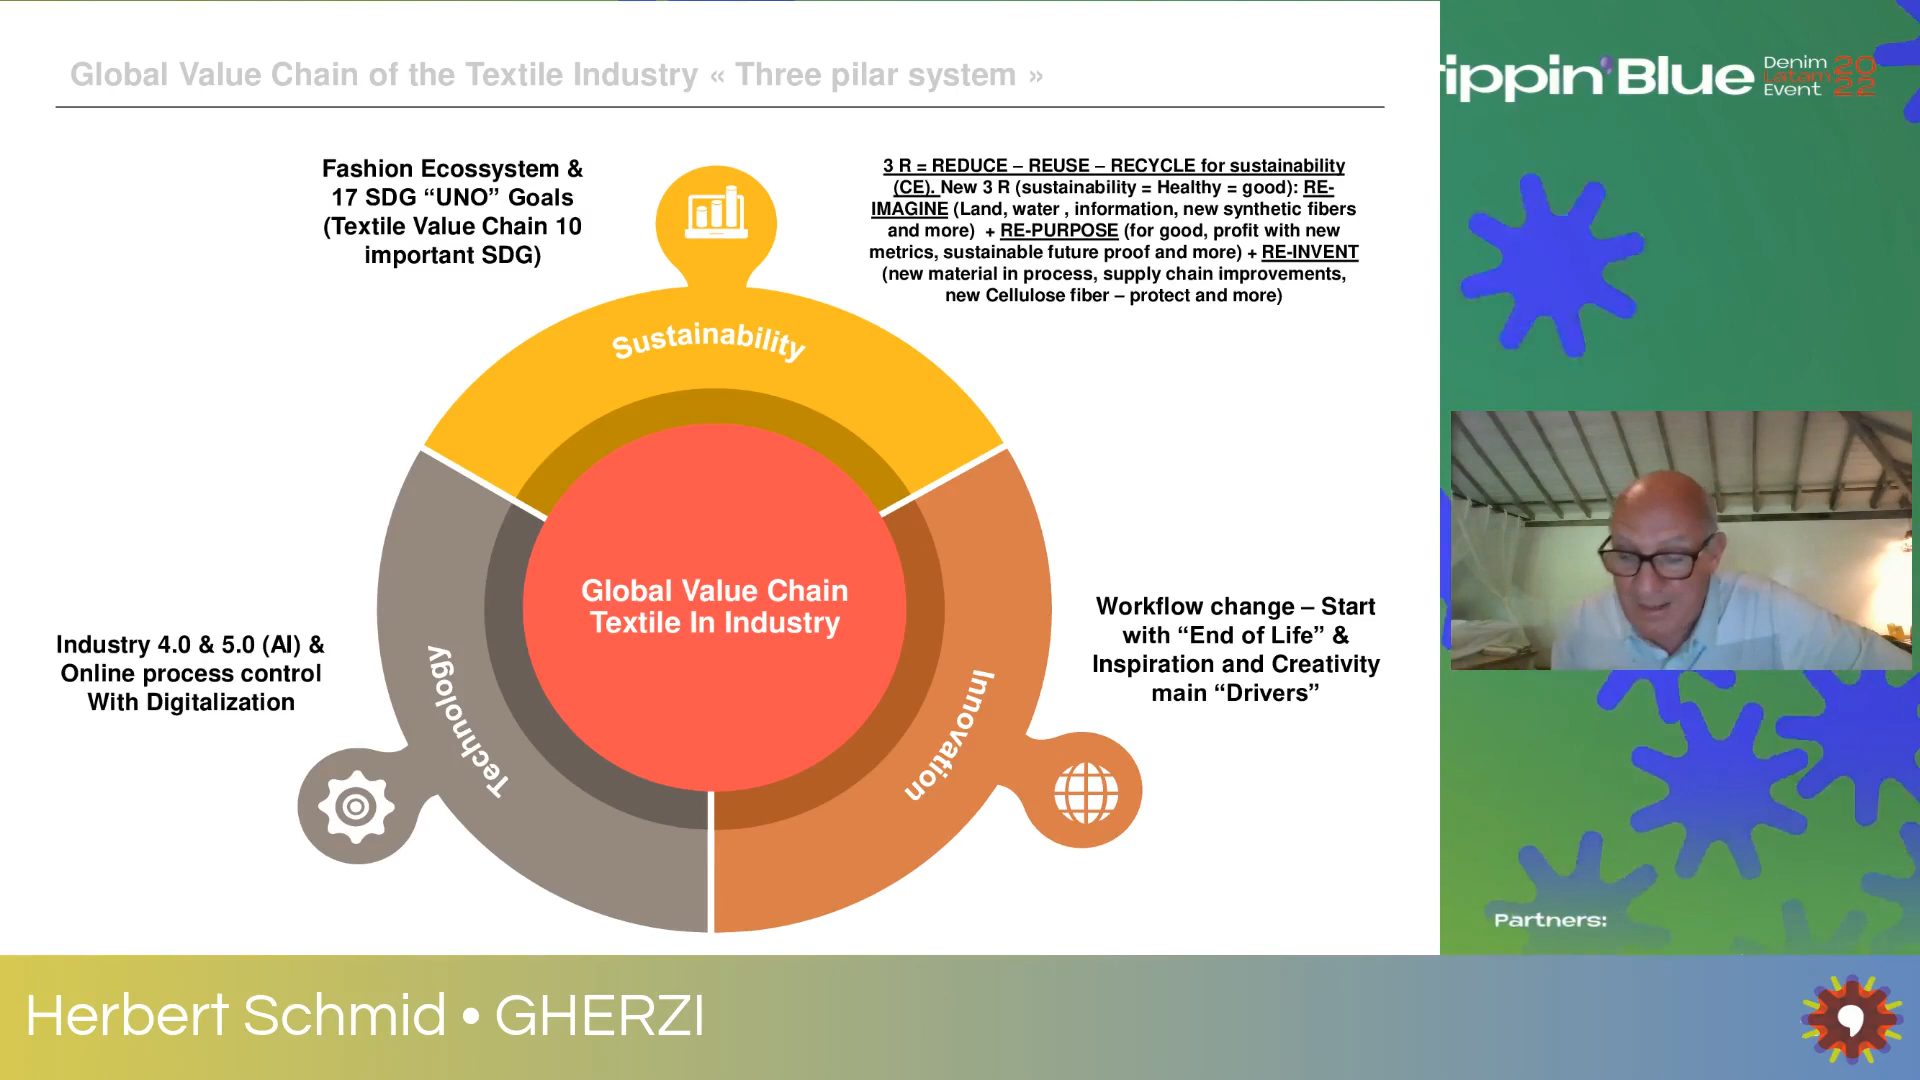 Global Value Chain of the Textile Industry « Three pilar system »
Fashion Ecossystem &
17 SDG “UNO” Goals
(Textile Value Chain 10
important SDG)
3 R = REDUCE – REUSE – RECYCLE for sustainability
(CE). New 3 R (sustainability = Healthy = good): RE-
IMAGINE (Land, water , information, new synthetic fibers
and more) + RE-PURPOSE (for good, profit with new
metrics, sustainable future proof and more) + RE-INVENT
(new material in process, supply chain improvements,
new Cellulose fiber – protect and more)
Sustainability
Global Value Chain
Textile In Industry
Industry 4.0 & 5.0 (AI) &
Online process control
With Digitalization
Technology
Innovation
Workflow change – Start
with “End of Life” &
Inspiration and Creativity
main “Drivers”
rippin'Blue
Denim
Latam
Event
20
22
Partners:
Herbert Schmid • GHERZI